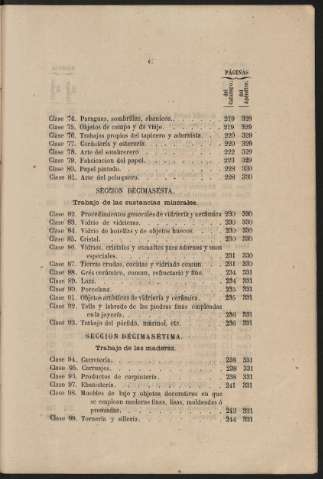 PÁGINAS
del Catálogo. del Apéndice.
Clase 74. Paraguas, sombrillas, abanicos. 219 329
Clase 75. Objetos de campo y de viaje. 219 329
Clase 76. Trabajos propios del tapicero y adornista. 220 329
Clase 77. Cordelería y esterería 220 329
Clase 78. Arte del encuadernador 222 329
Clase 79. Fabricacion del papel. 223 329
Clase 80. Papel pintado. 228 330
Clase 81. Arte del peluquero. 228 330
SECCION DÉCIMASESTA.
Trabajo de las sustancias minerales.
Clase 82. Procedimientos generales de vidriería y cerámica 230 330
Clase 83. Vidrio de vidrieras. 230 330
Clase 84. Vidrio de botellas y de objetos huecos 230 330
Clase 85. Cristal. 230 330
Clase 86. Vidrios, cristales y esmaltes para adornos y usos
especiales. 231 330
Clase 87. Tierras crudas, cocidas y vidriado comun 231 330
Clase 88. Grés cerámico, comun, refractario y fino. 234 331
Clase 89. Loza. 234 331
Clase 90. Porcelana. 235 331
Clase 91. Objetos artísticos de vidriería y cerámica. 235 331
Clase 92. Talla y labrado de las piedras finas empleadas
en la joyería. 236 331
Clase 93. Trabajo del pórfido, mármol, etc. 236 331
SECCION DÉCIMASÉTIMA.
Trabajo de las maderas.
Clase 94. Carretería. 238 331
Clase 95. Carruajes. 238 331
Clase 96. Productos de carpintería. 238 331
Clase 97. Ebanistería. 241 331
Clase 98. Muebles de lujo y objetos decorativos en que
se emplean maderas finas, lisas, moldeadas ó
prensadas. 243 331
Clase 99. Tornería y sillería. 244 331